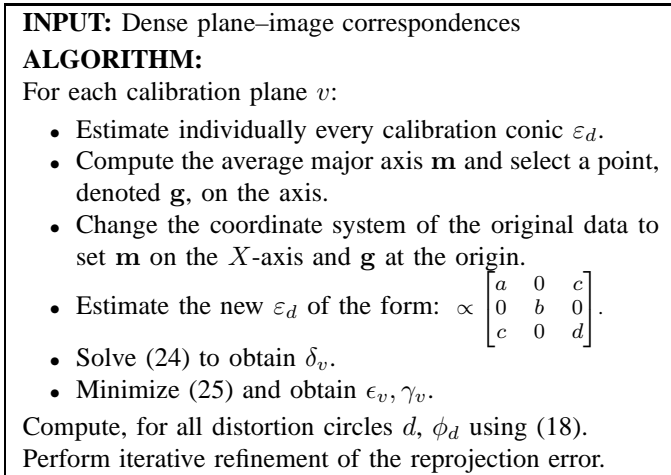 INPUT: Dense plane–image correspondences
ALGORITHM:
For each calibration plane v:
• Estimate individually every calibration conic ε_d.
• Compute the average major axis m and select a point,
denoted g, on the axis.
• Change the coordinate system of the original data to
set m on the X-axis and g at the origin.
• Estimate the new ε_d of the form: ∝ [a 0 c; 0 b 0; c 0 d].
• Solve (24) to obtain δ_v.
• Minimize (25) and obtain ϵ_v, γ_v.
Compute, for all distortion circles d, ϕ_d using (18).
Perform iterative refinement of the reprojection error.